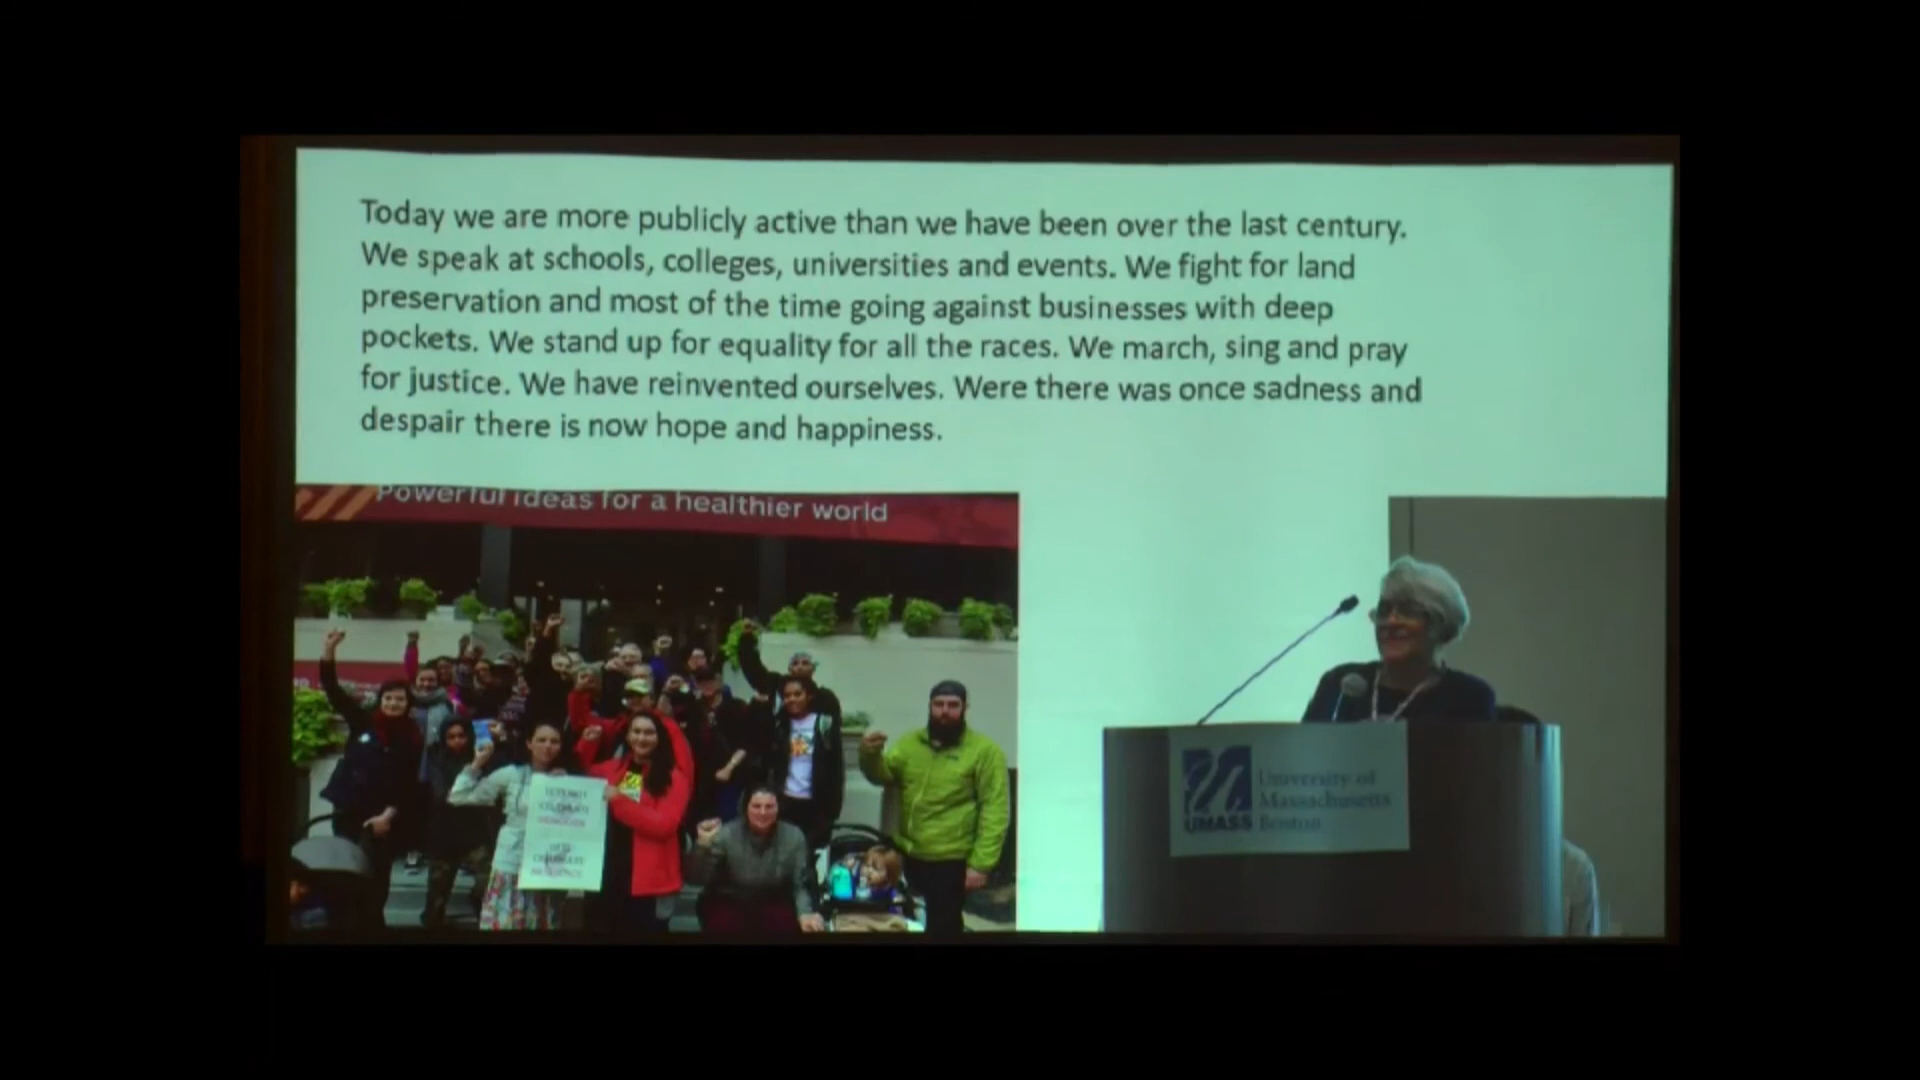 Today we are more publicly active than we have been over the last century.
We speak at schools, colleges, universities and events. We fight for land
preservation and most of the time going against businesses with deep
pockets. We stand up for equality for all the races. We march, sing and pray
for justice. We have reinvented ourselves. Were there was once sadness and
despair there is now hope and happiness.
Powerful ideas for a healthier world
UMASS
University of
Massachusetts
Boston